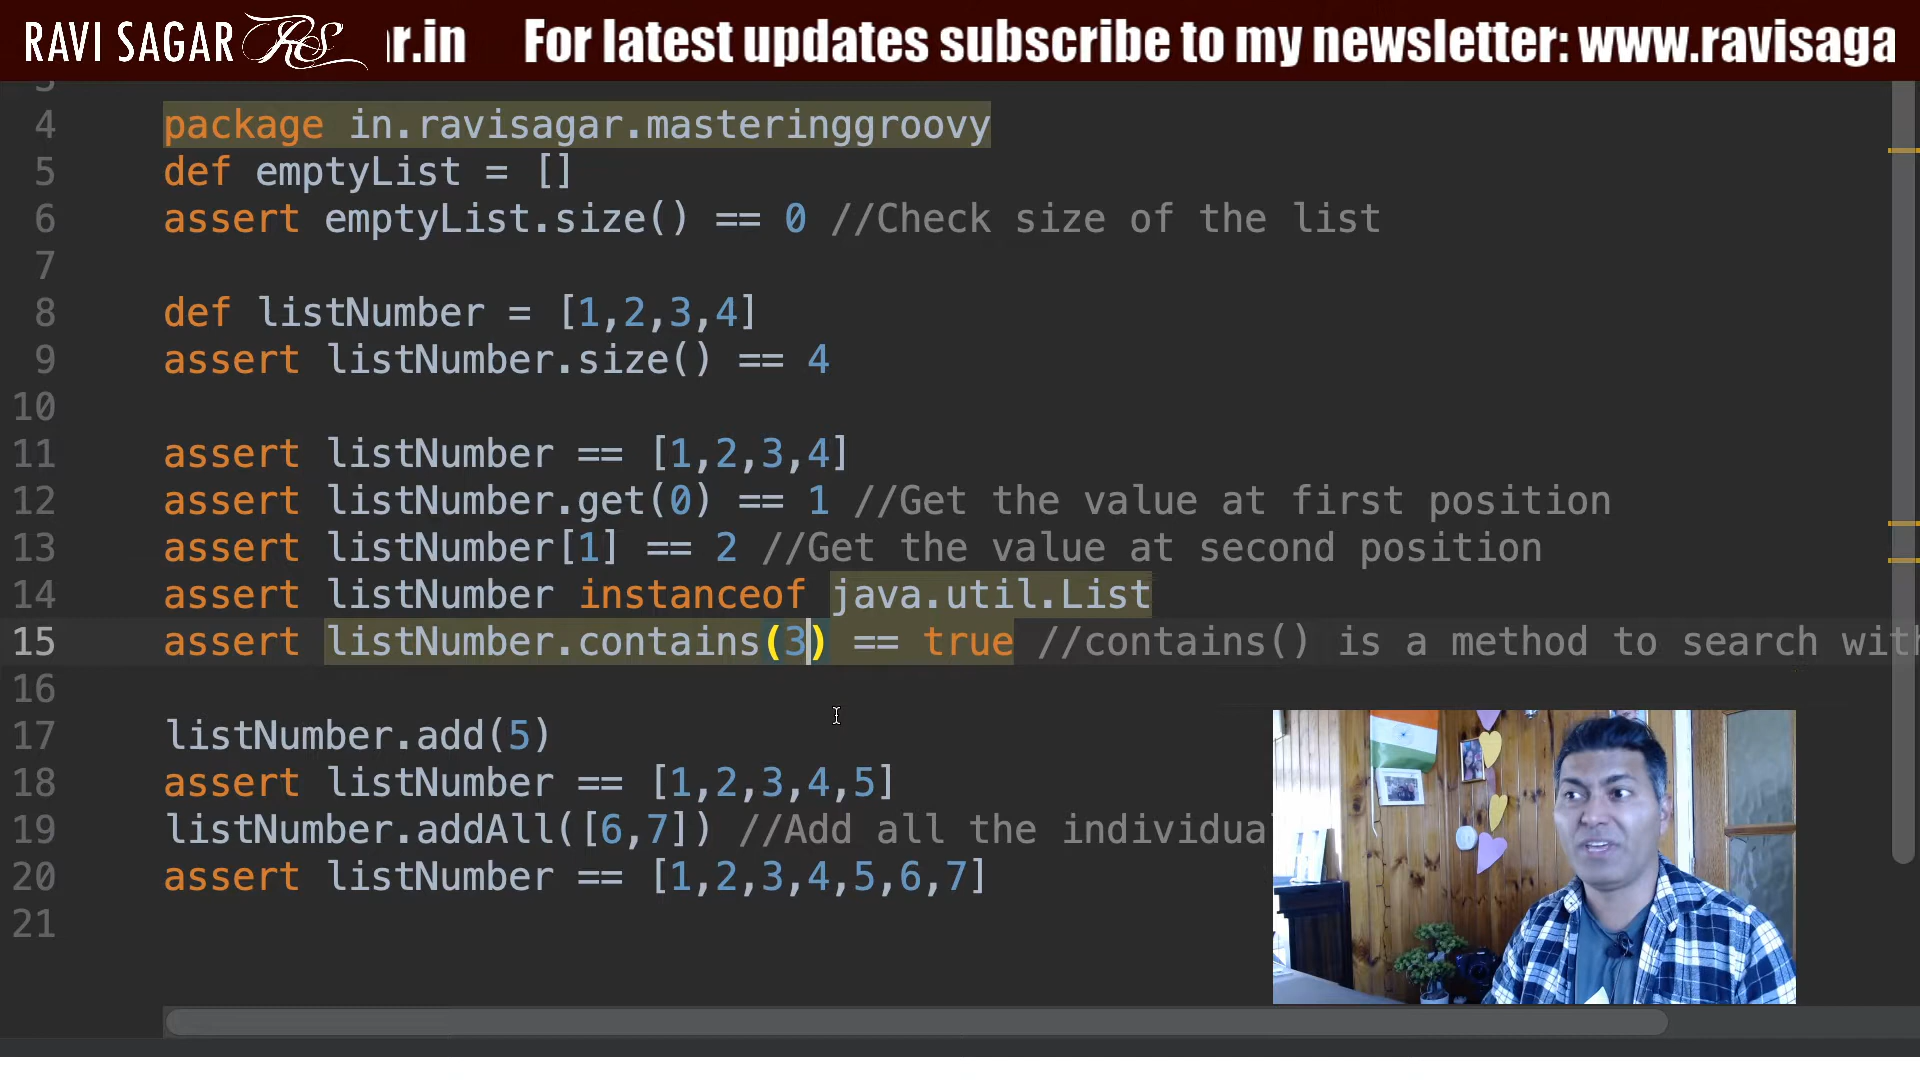 RAVI SAGAR RS r.in For latest updates subscribe to my newsletter: www.ravisaga
4 package in.ravisagar.masteringgroovy
5 def emptyList = []
6 assert emptyList.size() == 0 //Check size of the list
7
8 def listNumber = [1,2,3,4]
9 assert listNumber.size() == 4
10
11 assert listNumber == [1,2,3,4]
12 assert listNumber.get(0) == 1 //Get the value at first position
13 assert listNumber[1] == 2 //Get the value at second position
14 assert listNumber instanceof java.util.List
15 assert listNumber.contains(3) == true //contains() is a method to search with
16
17 listNumber.add(5)
18 assert listNumber == [1,2,3,4,5]
19 listNumber.addAll([6,7]) //Add all the individua
20 assert listNumber == [1,2,3,4,5,6,7]
21